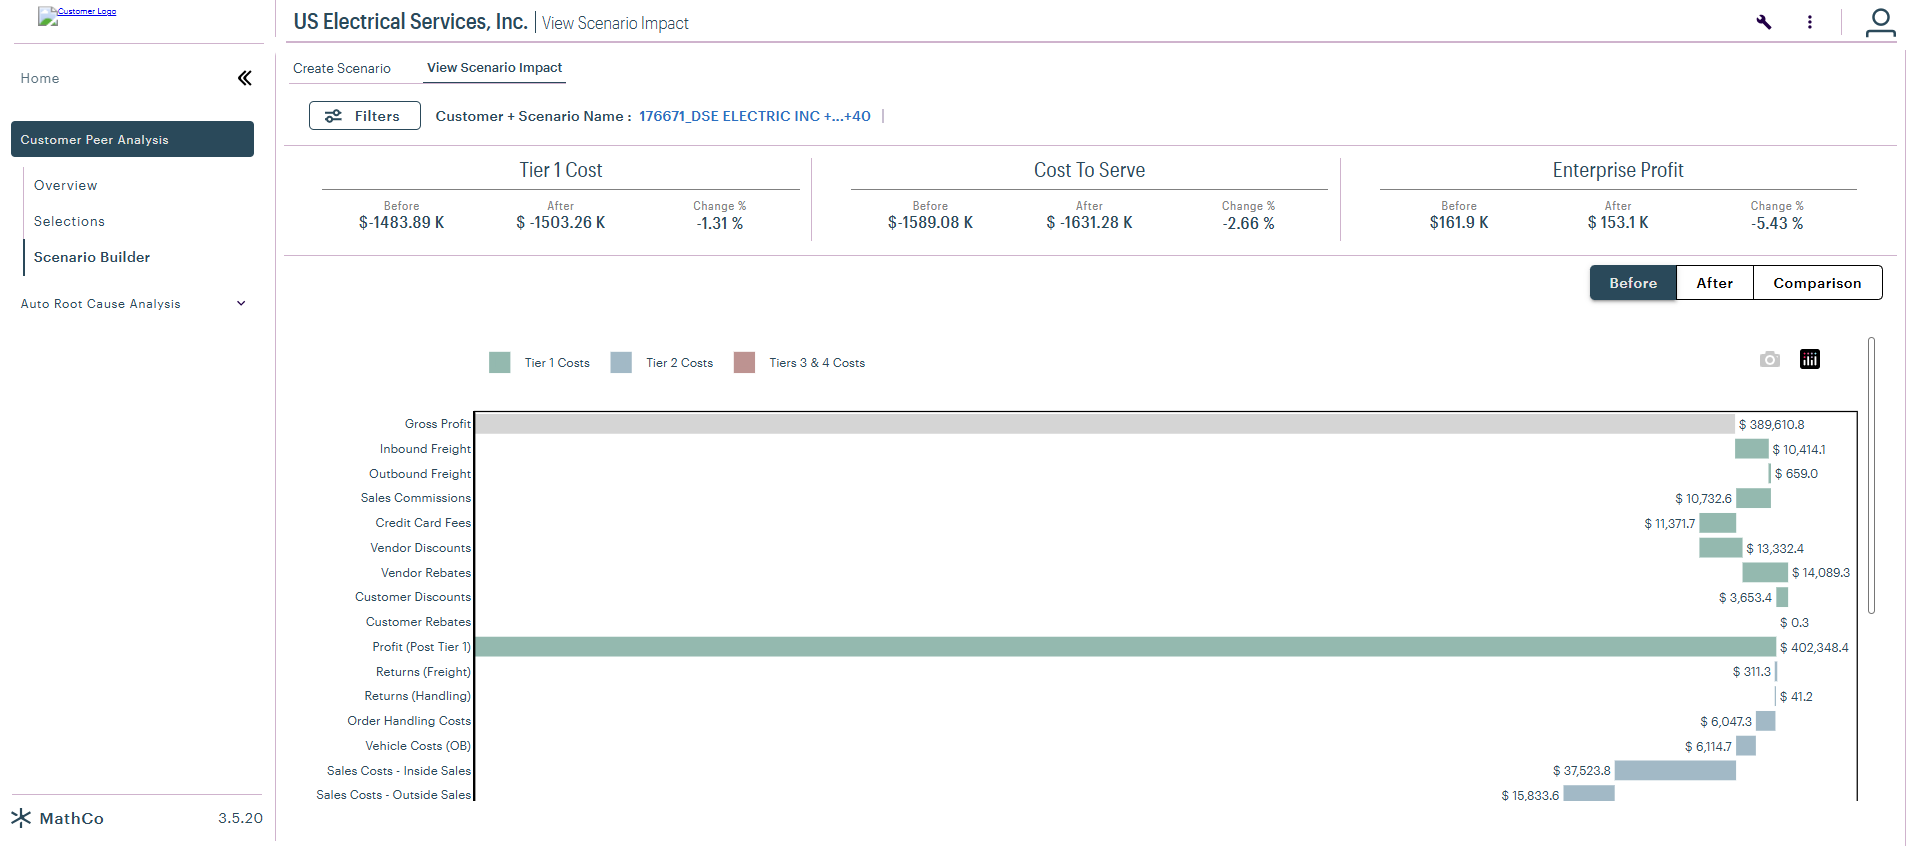 Customer Logo
US Electrical Services, Inc. View Scenario Impact
Home
Create Scenario View Scenario Impact
Filters Customer + Scenario Name : 176671_DSE ELECTRIC INC +...+40
Customer Peer Analysis
Overview
Selections
Scenario Builder
Auto Root Cause Analysis
Tier 1 Cost
Before After Change %
$-1483.89 K $ -1503.26 K -1.31 %
Cost To Serve
Before After Change %
$-1589.08 K $ -1631.28 K -2.66 %
Enterprise Profit
Before After Change %
$161.9 K $ 153.1 K -5.43 %
Before After Comparison
Tier 1 Costs Tier 2 Costs Tiers 3 & 4 Costs
Gross Profit $ 389,610.8
Inbound Freight $ 10,414.1
Outbound Freight $ 659.0
Sales Commissions $ 10,732.6
Credit Card Fees $ 11,371.7
Vendor Discounts $ 13,332.4
Vendor Rebates $ 14,089.3
Customer Discounts $ 3,653.4
Customer Rebates $ 0.3
Profit (Post Tier 1) $ 402,348.4
Returns (Freight) $ 311.3
Returns (Handling) $ 41.2
Order Handling Costs $ 6,047.3
Vehicle Costs (OB) $ 6,114.7
Sales Costs - Inside Sales $ 37,523.8
Sales Costs - Outside Sales $ 15,833.6
MathCo 3.5.20